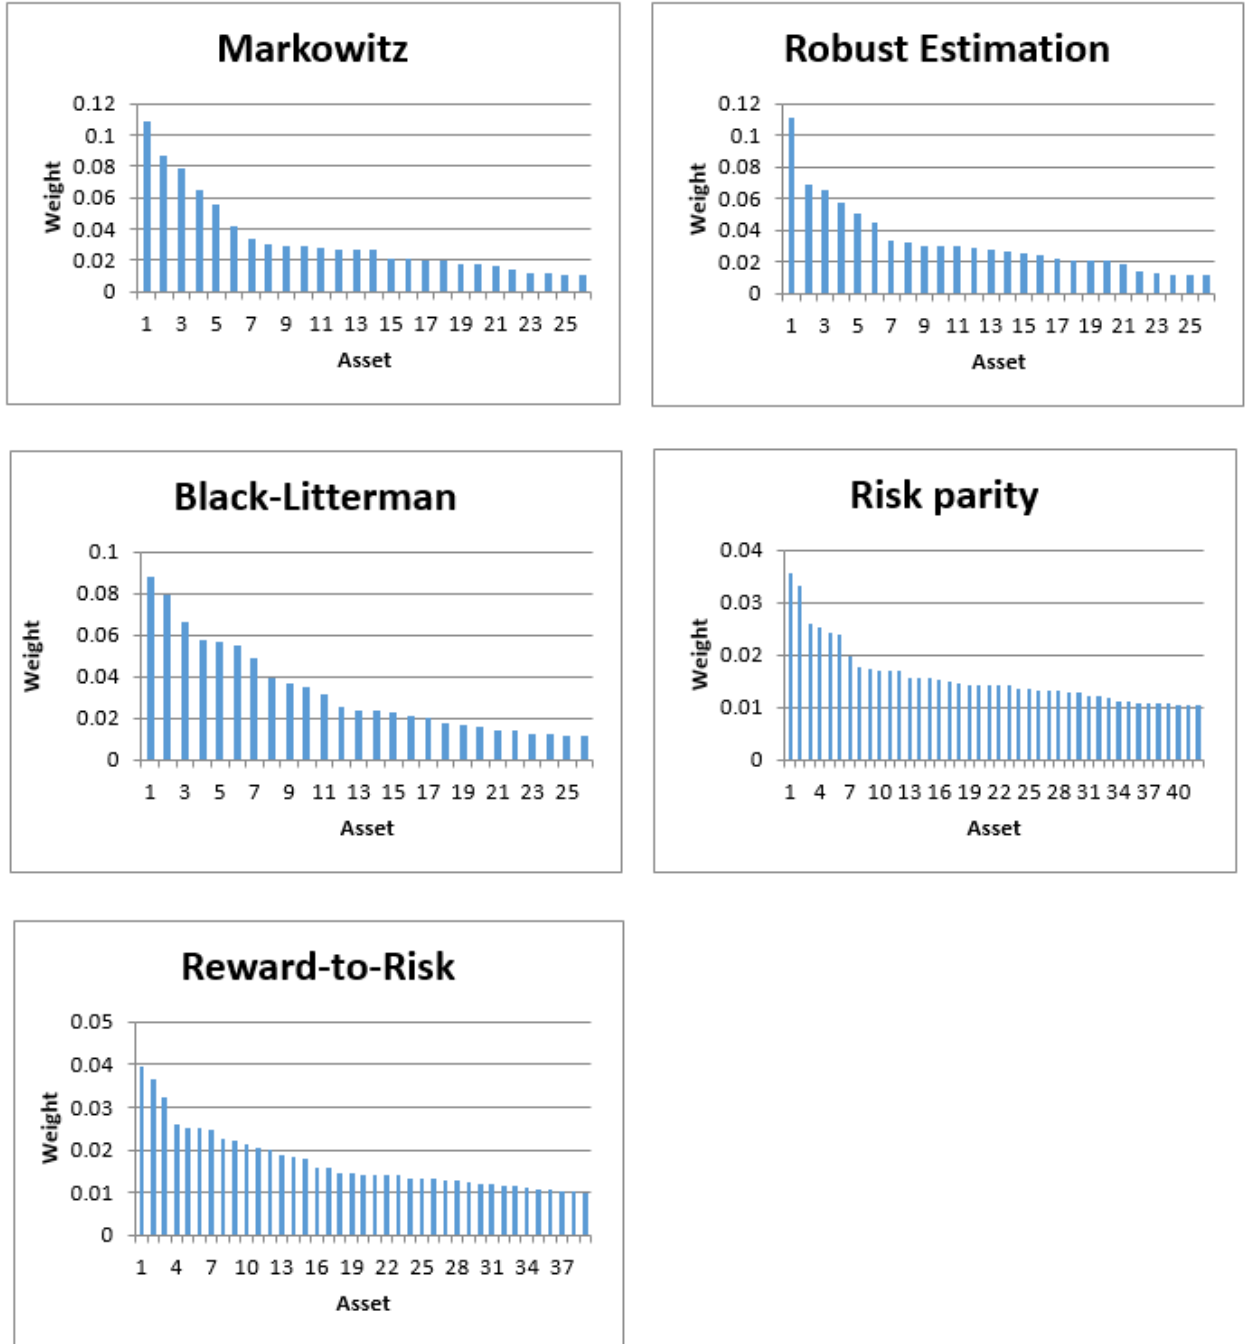 Markowitz
0.12
0.1
0.08
0.06
0.04
0.02
0
Weight
1 3 5 7 9 11 13 15 17 19 21 23 25
Asset
Robust Estimation
0.12
0.1
0.08
0.06
0.04
0.02
0
Weight
1 3 5 7 9 11 13 15 17 19 21 23 25
Asset
Black-Litterman
0.1
0.08
0.06
0.04
0.02
0
Weight
1 3 5 7 9 11 13 15 17 19 21 23 25
Asset
Risk parity
0.04
0.03
0.02
0.01
0
Weight
1 4 7 10 13 16 19 22 25 28 31 34 37 40
Asset
Reward-to-Risk
0.05
0.04
0.03
0.02
0.01
0
Weight
1 4 7 10 13 16 19 22 25 28 31 34 37
Asset